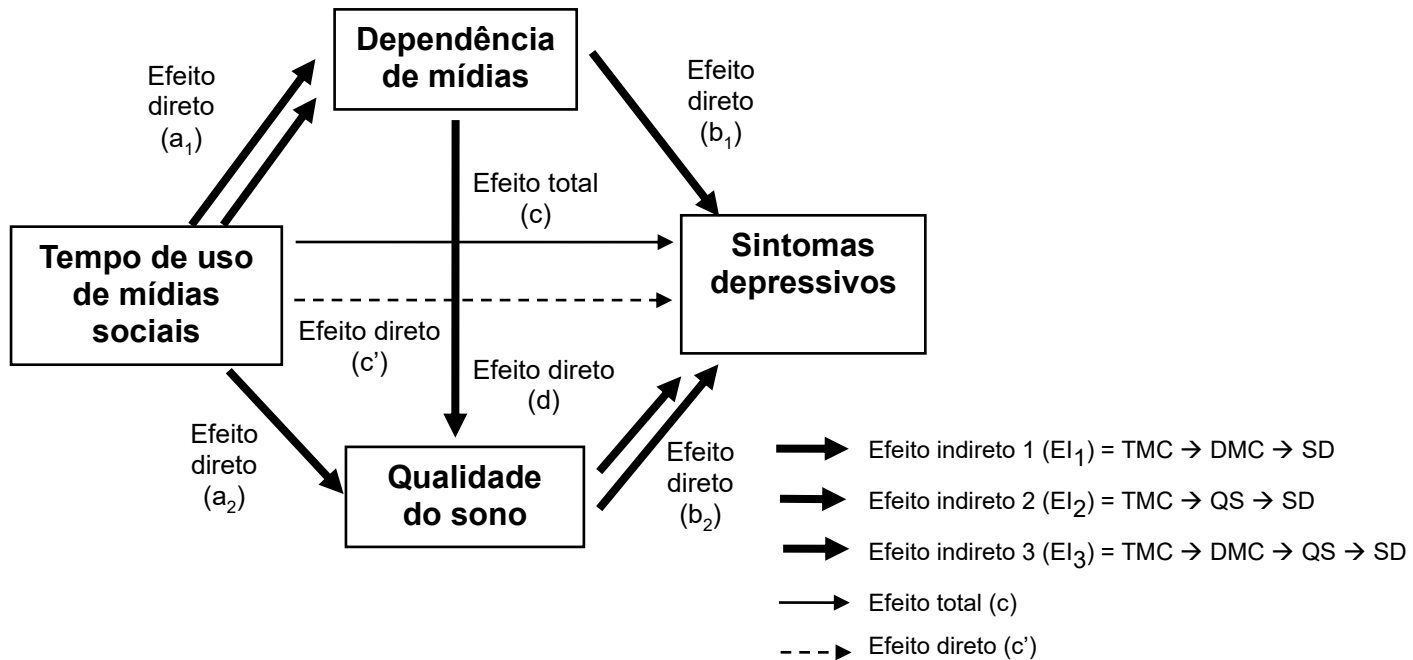 Dependência
de mídias
Efeito
direto
(a₁)
Efeito
direto
(b₁)
Efeito total
(c)
Tempo de uso
de mídias
sociais
Sintomas
depressivos
Efeito direto
(c’)
Efeito direto
(d)
Efeito
direto
(a₂)
Qualidade
do sono
Efeito
direto
(b₂)
Efeito indireto 1 (EI₁) = TMC → DMC → SD
Efeito indireto 2 (EI₂) = TMC → QS → SD
Efeito indireto 3 (EI₃) = TMC → DMC → QS → SD
Efeito total (c)
Efeito direto (c’)